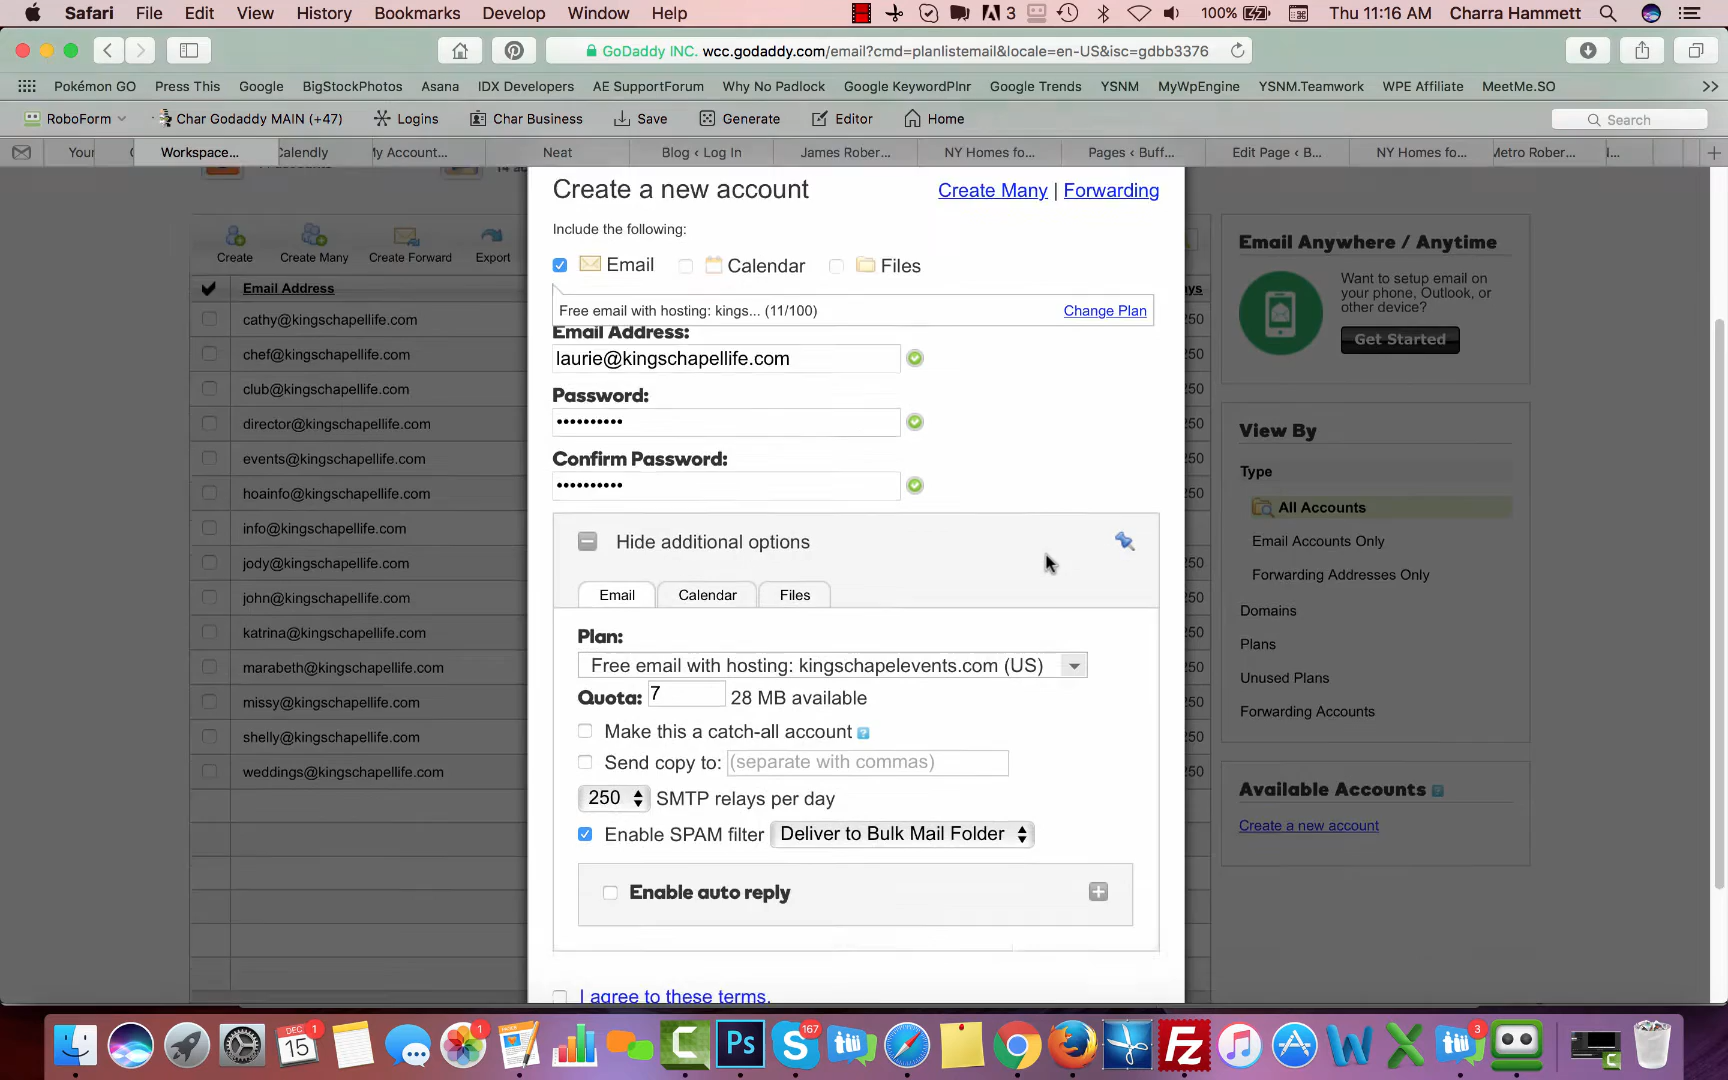 Safari File Edit View History Bookmarks Develop Window Help 3 100% Thu 11:16 AM Charra Hammett
GoDaddy INC. wcc.godaddy.com/email?cmd=planlistemail&locale=en-US&isc=gdbb3376
Pokémon GO Press This Google BigStockPhotos Asana IDX Developers AE SupportForum Why No Padlock Google KeywordPlnr Google Trends YSNM MyWpEngine YSNM.Teamwork WPE Affiliate MeetMe.SO
RoboForm Char Godaddy MAIN (+47) Logins Char Business Save Generate Editor Home Search
Your Workspace... Calendly My Account... Neat Blog ‹ Log In James Rober... NY Homes fo... Pages ‹ Buff... Edit Page ‹ B... NY Homes fo... Metro Rober... I...
Create a new account Create Many | Forwarding
Include the following:
Email Calendar Files
Free email with hosting: kings... (11/100) Change Plan
Email Address:
laurie@kingschapellife.com
Password:
••••••••••
Confirm Password:
••••••••••
Hide additional options
Email Calendar Files
Plan:
Free email with hosting: kingschapelevents.com (US)
Quota: 7 28 MB available
Make this a catch-all account ?
Send copy to: (separate with commas)
250 SMTP relays per day
Enable SPAM filter Deliver to Bulk Mail Folder
Enable auto reply
I agree to these terms.
Create Create Many Create Forward Export
Email Address
cathy@kingschapellife.com
chef@kingschapellife.com
club@kingschapellife.com
director@kingschapellife.com
events@kingschapellife.com
hoainfo@kingschapellife.com
info@kingschapellife.com
jody@kingschapellife.com
john@kingschapellife.com
katrina@kingschapellife.com
marabeth@kingschapellife.com
missy@kingschapellife.com
shelly@kingschapellife.com
weddings@kingschapellife.com
250
250
250
250
250
250
250
250
250
250
250
250
250
250
Email Anywhere / Anytime
Want to setup email on
your phone, Outlook, or
other device?
Get Started
View By
Type
All Accounts
Email Accounts Only
Forwarding Addresses Only
Domains
Plans
Unused Plans
Forwarding Accounts
Available Accounts ?
Create a new account
DEC 15 1 1 Ps 167 Fz 3